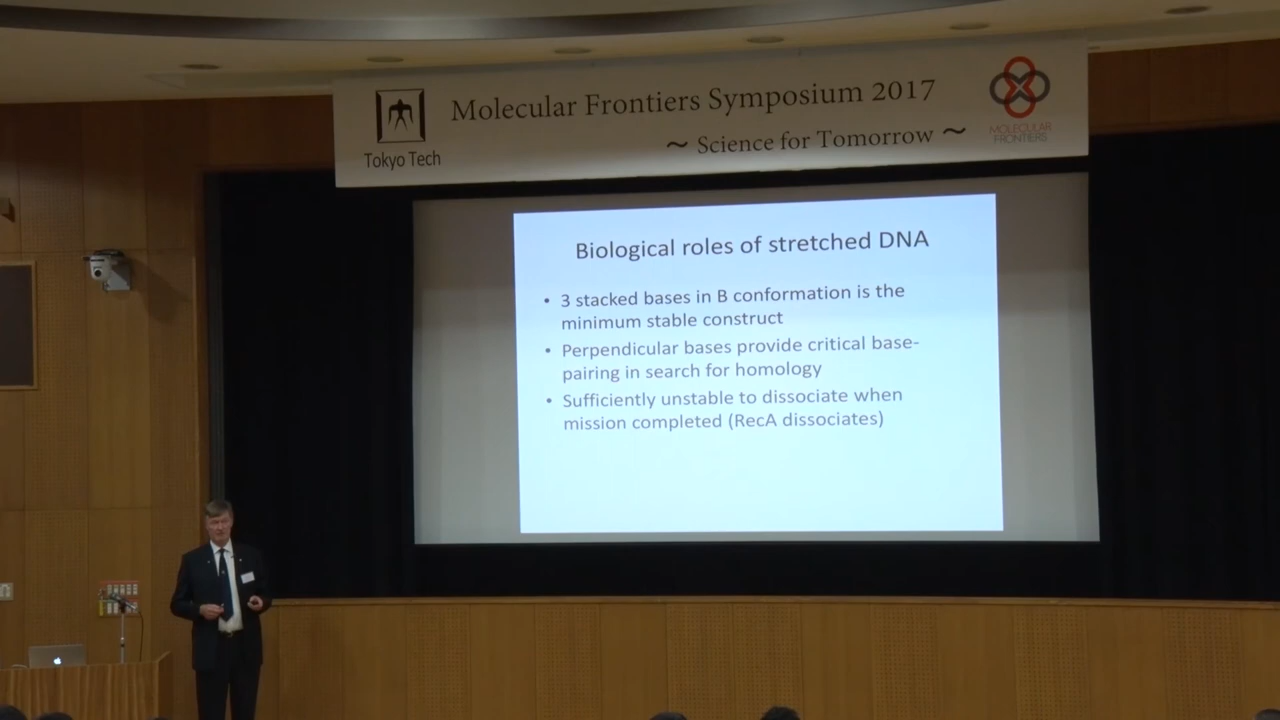 Molecular Frontiers Symposium 2017
~ Science for Tomorrow ~
Tokyo Tech
MOLECULAR
FRONTIERS
Biological roles of stretched DNA
• 3 stacked bases in B conformation is the
minimum stable construct
• Perpendicular bases provide critical base-
pairing in search for homology
• Sufficiently unstable to dissociate when
mission completed (RecA dissociates)